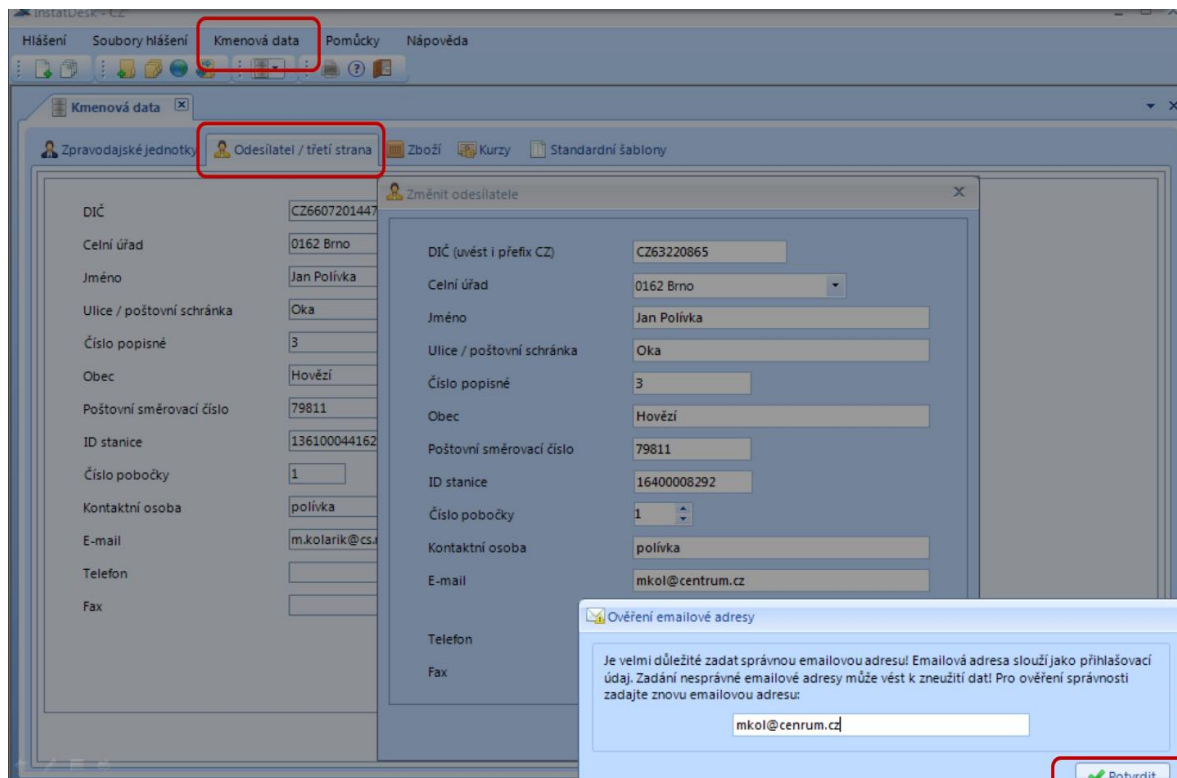 InstatDesk - CZ
Hlášení Soubory hlášení Kmenová data Pomůcky Nápověda
Kmenová data
Zpravodajské jednotky Odesílatel / třetí strana Zboží Kurzy Standardní šablony
DIČ CZ6607201447
Celní úřad 0162 Brno
Jméno Jan Polívka
Ulice / poštovní schránka Oka
Číslo popisné 3
Obec Hovězí
Poštovní směrovací číslo 79811
ID stanice 136100044162
Číslo pobočky 1
Kontaktní osoba polívka
E-mail m.kolarik@cs.
Telefon
Fax
Změnit odesílatele
DIČ (uvést i přefix CZ) CZ63220865
Celní úřad 0162 Brno
Jméno Jan Polívka
Ulice / poštovní schránka Oka
Číslo popisné 3
Obec Hovězí
Poštovní směrovací číslo 79811
ID stanice 16400008292
Číslo pobočky 1
Kontaktní osoba polívka
E-mail mkol@centrum.cz
Telefon
Fax
Ověření emailové adresy
Je velmi důležité zadat správnou emailovou adresu! Emailová adresa slouží jako přihlašovací
údaj. Zadání nesprávné emailové adresy může vést k zneužití dat! Pro ověření správnosti
zadajte znovu emailovou adresu:
mkol@cenrum.cz
Potvrdit